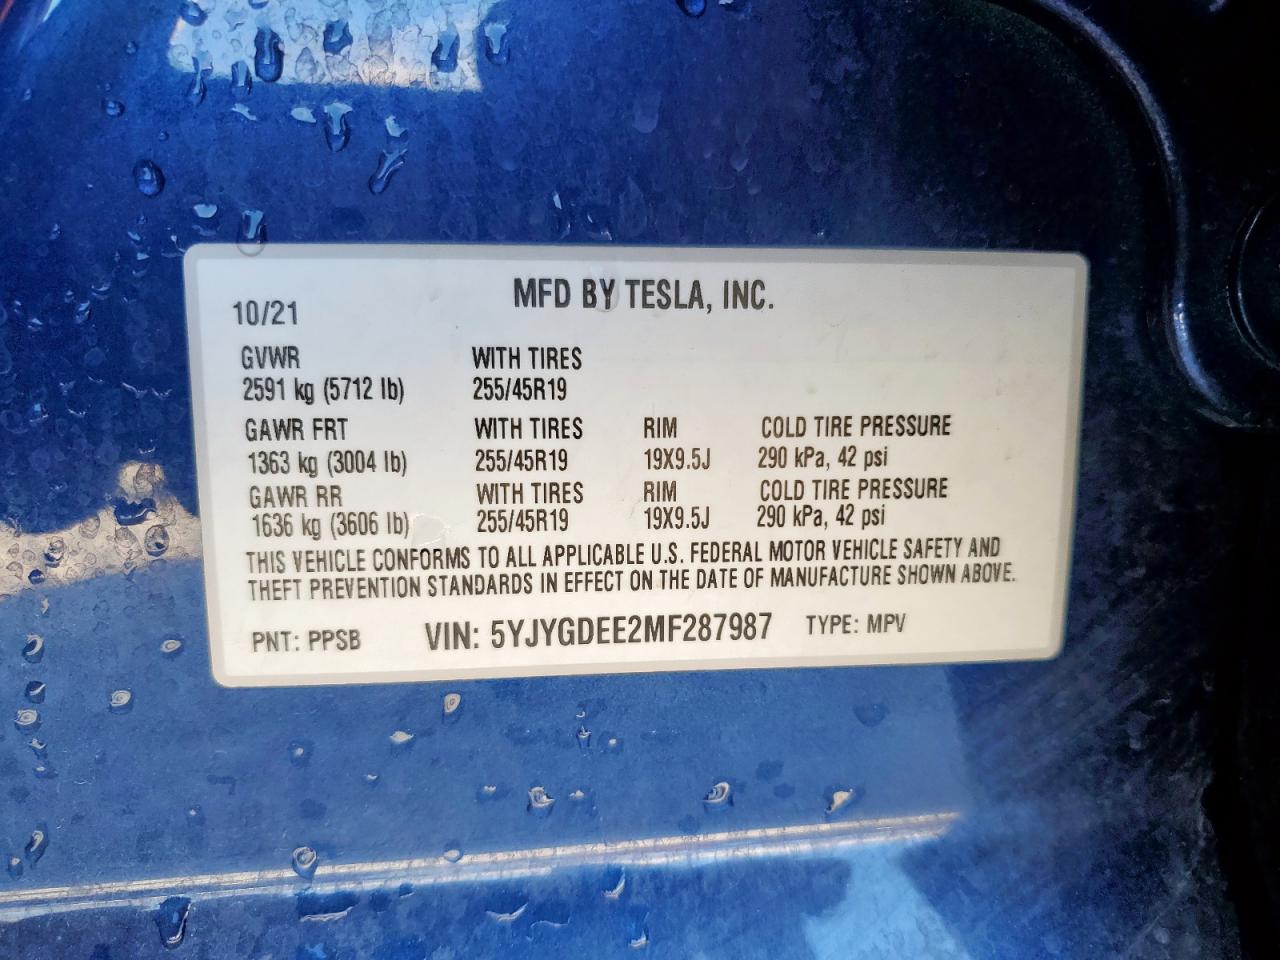 MFD BY TESLA, INC.
10/21
GVWR WITH TIRES
2591 kg (5712 lb) 255/45R19
GAWR FRT WITH TIRES RIM COLD TIRE PRESSURE
1363 kg (3004 lb) 255/45R19 19X9.5J 290 kPa, 42 psi
GAWR RR WITH TIRES RIM COLD TIRE PRESSURE
1636 kg (3606 lb) 255/45R19 19X9.5J 290 kPa, 42 psi
THIS VEHICLE CONFORMS TO ALL APPLICABLE U.S. FEDERAL MOTOR VEHICLE SAFETY AND
THEFT PREVENTION STANDARDS IN EFFECT ON THE DATE OF MANUFACTURE SHOWN ABOVE.
PNT: PPSB VIN: 5YJYGDEE2MF287987 TYPE: MPV